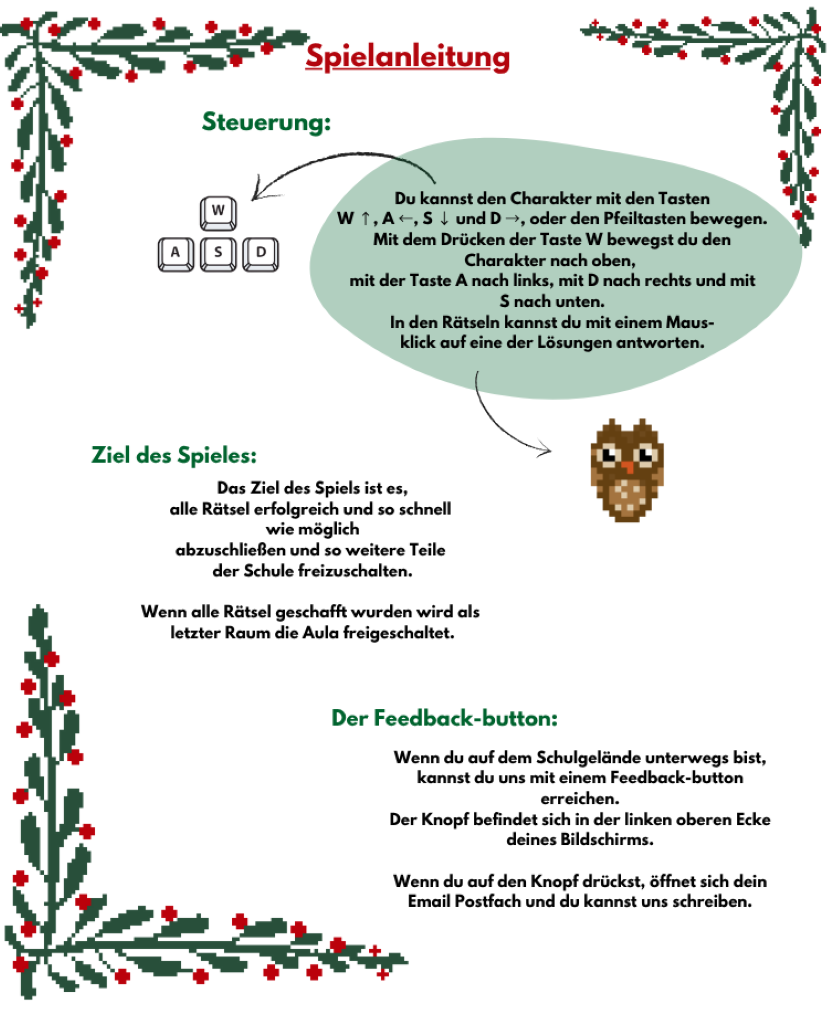 Spielanleitung
Steuerung:
W
A S D
Du kannst den Charakter mit den Tasten
W ↑, A ←, S ↓ und D →, oder den Pfeiltasten bewegen.
Mit dem Drücken der Taste W bewegst du den
Charakter nach oben,
mit der Taste A nach links, mit D nach rechts und mit
S nach unten.
In den Rätseln kannst du mit einem Maus-
klick auf eine der Lösungen antworten.
Ziel des Spieles:
Das Ziel des Spiels ist es,
alle Rätsel erfolgreich und so schnell
wie möglich
abzuschließen und so weitere Teile
der Schule freizuschalten.
Wenn alle Rätsel geschafft wurden wird als
letzter Raum die Aula freigeschaltet.
Der Feedback-button:
Wenn du auf dem Schulgelände unterwegs bist,
kannst du uns mit einem Feedback-button
erreichen.
Der Knopf befindet sich in der linken oberen Ecke
deines Bildschirms.
Wenn du auf den Knopf drückst, öffnet sich dein
Email Postfach und du kannst uns schreiben.